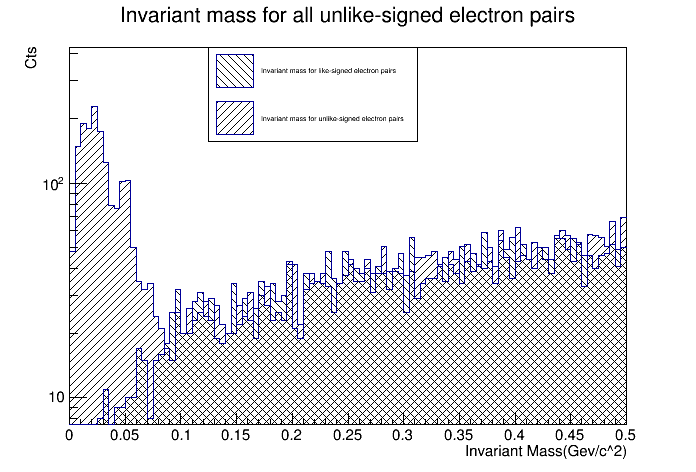 Invariant mass for all unlike-signed electron pairs
Cts
Invariant mass for like-signed electron pairs
Invariant mass for unlike-signed electron pairs
10²
10
0 0.05 0.1 0.15 0.2 0.25 0.3 0.35 0.4 0.45 0.5
Invariant Mass(Gev/c^2)